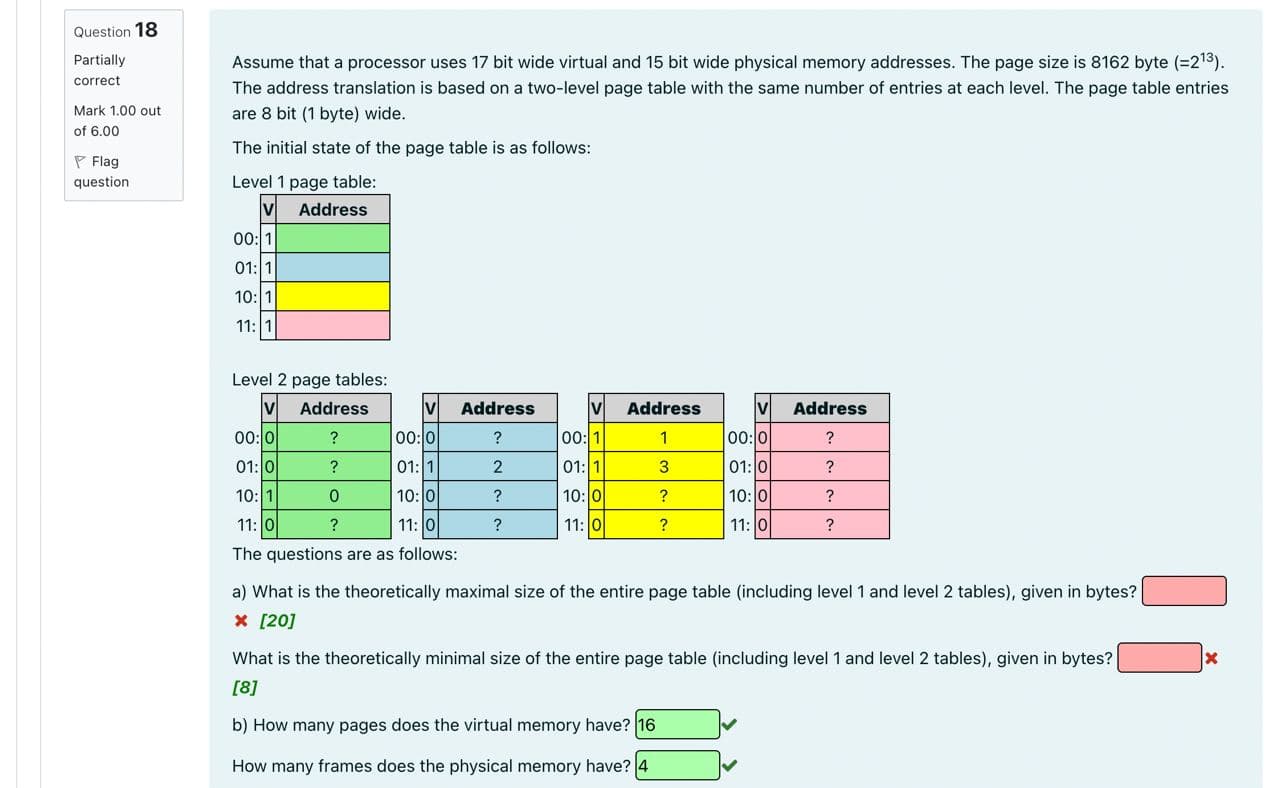 Question 18
Partially
correct
Mark 1.00 out
of 6.00
Flag
question
Assume that a processor uses 17 bit wide virtual and 15 bit wide physical memory addresses. The page size is 8162 byte (=2¹³).
The address translation is based on a two-level page table with the same number of entries at each level. The page table entries
are 8 bit (1 byte) wide.
The initial state of the page table is as follows:
Level 1 page table:
V Address
00: 1
01: 1
10: 1
11: 1
Level 2 page tables:
V Address V Address V Address V Address
00: 0 ? 00: 0 ? 00: 1 1 00: 0 ?
01: 0 ? 01: 1 2 01: 1 3 01: 0 ?
10: 1 0 10: 0 ? 10: 0 ? 10: 0 ?
11: 0 ? 11: 0 ? 11: 0 ? 11: 0 ?
The questions are as follows:
a) What is the theoretically maximal size of the entire page table (including level 1 and level 2 tables), given in bytes?
[20]
What is the theoretically minimal size of the entire page table (including level 1 and level 2 tables), given in bytes?
[8]
b) How many pages does the virtual memory have? 16
How many frames does the physical memory have? 4